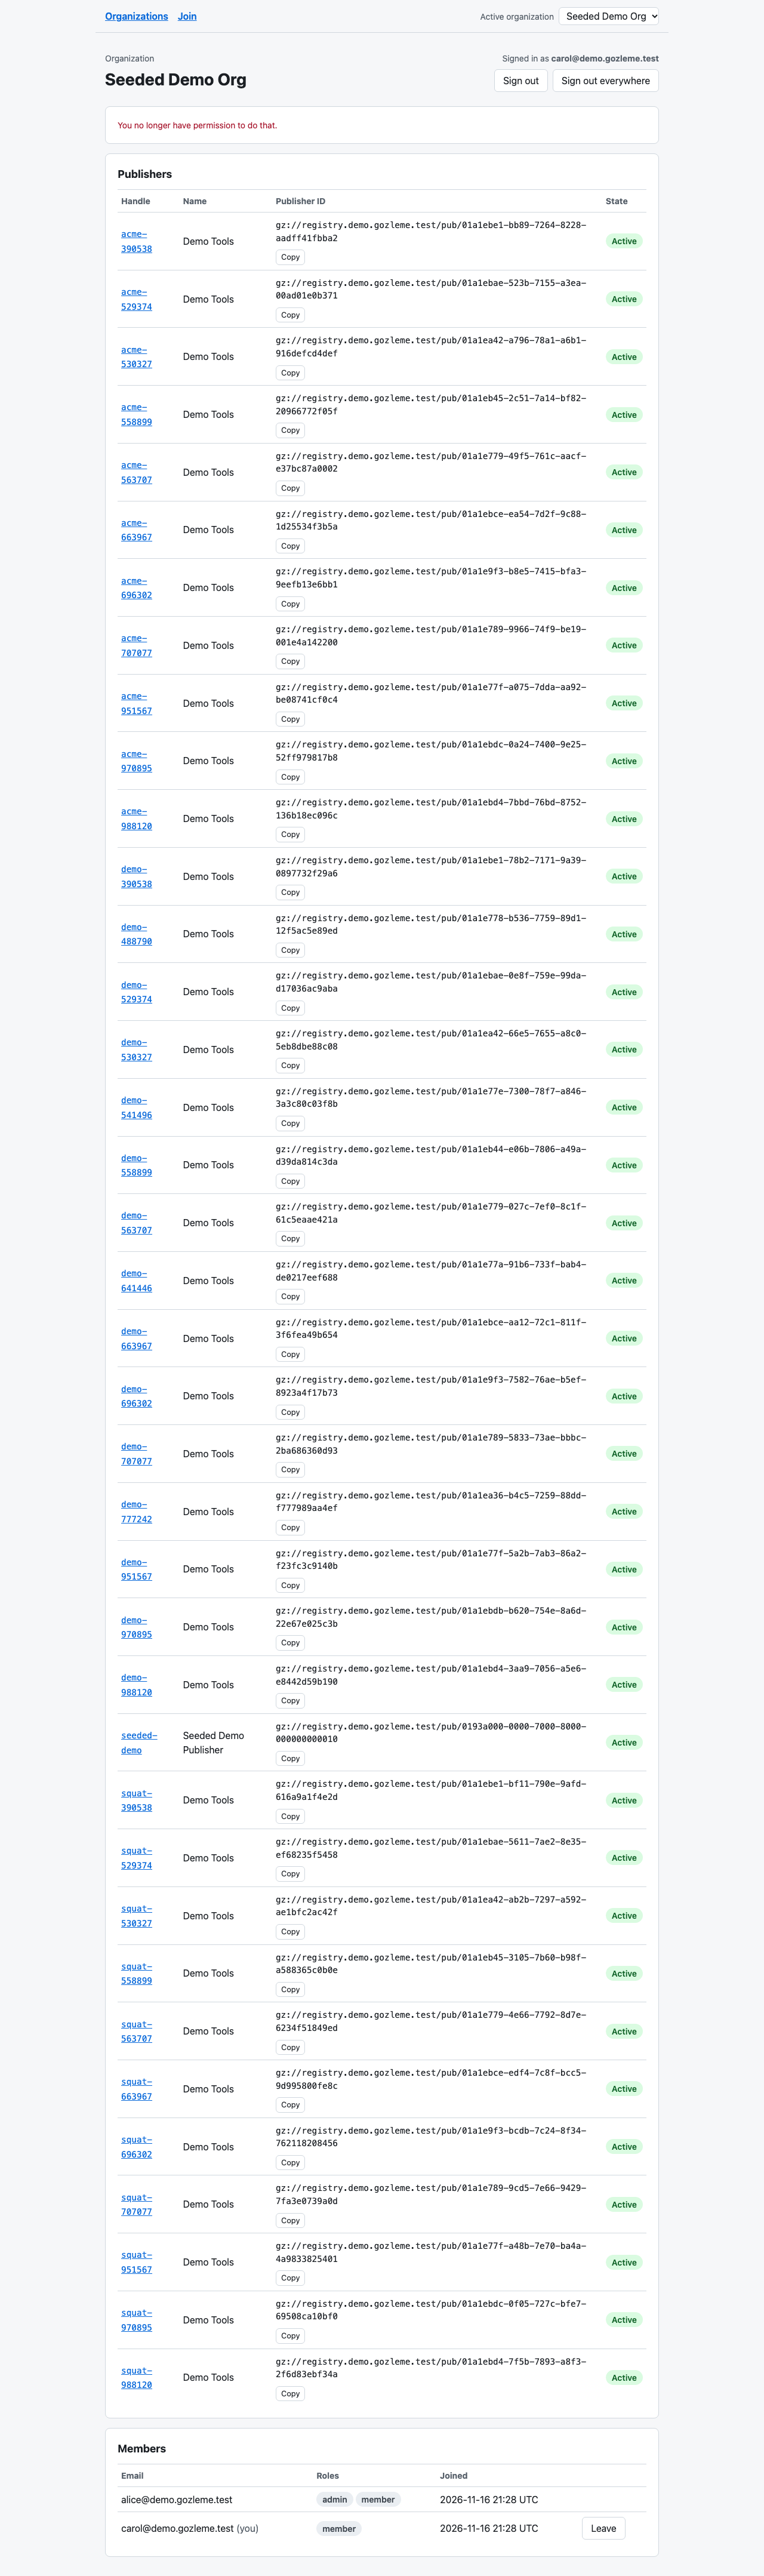 Organizations Join Active organization Seeded Demo Org
Organization Signed in as carol@demo.gozleme.test
Seeded Demo Org Sign out Sign out everywhere
You no longer have permission to do that.
Publishers
Handle Name Publisher ID State
acme-390538 Demo Tools gz://registry.demo.gozleme.test/pub/01a1ebe1-bb89-7264-8228-aadff41fbba2 Copy Active
acme-529374 Demo Tools gz://registry.demo.gozleme.test/pub/01a1ebae-523b-7155-a3ea-00ad01e0b371 Copy Active
acme-530327 Demo Tools gz://registry.demo.gozleme.test/pub/01a1ea42-a796-78a1-a6b1-916defcd4def Copy Active
acme-558899 Demo Tools gz://registry.demo.gozleme.test/pub/01a1eb45-2c51-7a14-bf82-20966772f05f Copy Active
acme-563707 Demo Tools gz://registry.demo.gozleme.test/pub/01a1e779-49f5-761c-aacf-e37bc87a0002 Copy Active
acme-663967 Demo Tools gz://registry.demo.gozleme.test/pub/01a1ebce-ea54-7d2f-9c88-1d25534f3b5a Copy Active
acme-696302 Demo Tools gz://registry.demo.gozleme.test/pub/01a1e9f3-b8e5-7415-bfa3-9eefb13e6bb1 Copy Active
acme-707077 Demo Tools gz://registry.demo.gozleme.test/pub/01a1e789-9966-74f9-be19-001e4a142200 Copy Active
acme-951567 Demo Tools gz://registry.demo.gozleme.test/pub/01a1e77f-a075-7dda-aa92-be08741cf0c4 Copy Active
acme-970895 Demo Tools gz://registry.demo.gozleme.test/pub/01a1ebdc-0a24-7400-9e25-52ff979817b8 Copy Active
acme-988120 Demo Tools gz://registry.demo.gozleme.test/pub/01a1ebd4-7bbd-76bd-8752-136b18ec096c Copy Active
demo-390538 Demo Tools gz://registry.demo.gozleme.test/pub/01a1ebe1-78b2-7171-9a39-0897732f29a6 Copy Active
demo-488790 Demo Tools gz://registry.demo.gozleme.test/pub/01a1e778-b536-7759-89d1-12f5ac5e89ed Copy Active
demo-529374 Demo Tools gz://registry.demo.gozleme.test/pub/01a1ebae-0e8f-759e-99da-d17036ac9aba Copy Active
demo-530327 Demo Tools gz://registry.demo.gozleme.test/pub/01a1ea42-66e5-7655-a8c0-5eb8dbe88c08 Copy Active
demo-541496 Demo Tools gz://registry.demo.gozleme.test/pub/01a1e77e-7300-78f7-a846-3a3c80c03f8b Copy Active
demo-558899 Demo Tools gz://registry.demo.gozleme.test/pub/01a1eb44-e06b-7806-a49a-d39da814c3da Copy Active
demo-563707 Demo Tools gz://registry.demo.gozleme.test/pub/01a1e779-027c-7ef0-8c1f-61c5eaae421a Copy Active
demo-641446 Demo Tools gz://registry.demo.gozleme.test/pub/01a1e77a-91b6-733f-bab4-de0217eef688 Copy Active
demo-663967 Demo Tools gz://registry.demo.gozleme.test/pub/01a1ebce-aa12-72c1-811f-3f6fea49b654 Copy Active
demo-696302 Demo Tools gz://registry.demo.gozleme.test/pub/01a1e9f3-7582-76ae-b5ef-8923a4f17b73 Copy Active
demo-707077 Demo Tools gz://registry.demo.gozleme.test/pub/01a1e789-5833-73ae-bbbc-2ba686360d93 Copy Active
demo-777242 Demo Tools gz://registry.demo.gozleme.test/pub/01a1ea36-b4c5-7259-88dd-f777989aa4ef Copy Active
demo-951567 Demo Tools gz://registry.demo.gozleme.test/pub/01a1e77f-5a2b-7ab3-86a2-f23fc3c9140b Copy Active
demo-970895 Demo Tools gz://registry.demo.gozleme.test/pub/01a1ebdb-b620-754e-8a6d-22e67e025c3b Copy Active
demo-988120 Demo Tools gz://registry.demo.gozleme.test/pub/01a1ebd4-3aa9-7056-a5e6-e8442d59b190 Copy Active
seeded-demo Seeded Demo Publisher gz://registry.demo.gozleme.test/pub/0193a000-0000-7000-8000-000000000010 Copy Active
squat-390538 Demo Tools gz://registry.demo.gozleme.test/pub/01a1ebe1-bf11-790e-9afd-616a9a1f4e2d Copy Active
squat-529374 Demo Tools gz://registry.demo.gozleme.test/pub/01a1ebae-5611-7ae2-8e35-ef68235f5458 Copy Active
squat-530327 Demo Tools gz://registry.demo.gozleme.test/pub/01a1ea42-ab2b-7297-a592-ae1bfc2ac42f Copy Active
squat-558899 Demo Tools gz://registry.demo.gozleme.test/pub/01a1eb45-3105-7b60-b98f-a588365c0b0e Copy Active
squat-563707 Demo Tools gz://registry.demo.gozleme.test/pub/01a1e779-4e66-7792-8d7e-6234f51849ed Copy Active
squat-663967 Demo Tools gz://registry.demo.gozleme.test/pub/01a1ebce-edf4-7c8f-bcc5-9d995800fe8c Copy Active
squat-696302 Demo Tools gz://registry.demo.gozleme.test/pub/01a1e9f3-bcdb-7c24-8f34-762118208456 Copy Active
squat-707077 Demo Tools gz://registry.demo.gozleme.test/pub/01a1e789-9cd5-7e66-9429-7fa3e0739a0d Copy Active
squat-951567 Demo Tools gz://registry.demo.gozleme.test/pub/01a1e77f-a48b-7e70-ba4a-4a9833825401 Copy Active
squat-970895 Demo Tools gz://registry.demo.gozleme.test/pub/01a1ebdc-0f05-727c-bfe7-69508ca10bf0 Copy Active
squat-988120 Demo Tools gz://registry.demo.gozleme.test/pub/01a1ebd4-7f5b-7893-a8f3-2f6d83ebf34a Copy Active
Members
Email Roles Joined
alice@demo.gozleme.test admin member 2026-11-16 21:28 UTC
carol@demo.gozleme.test (you) member 2026-11-16 21:28 UTC Leave